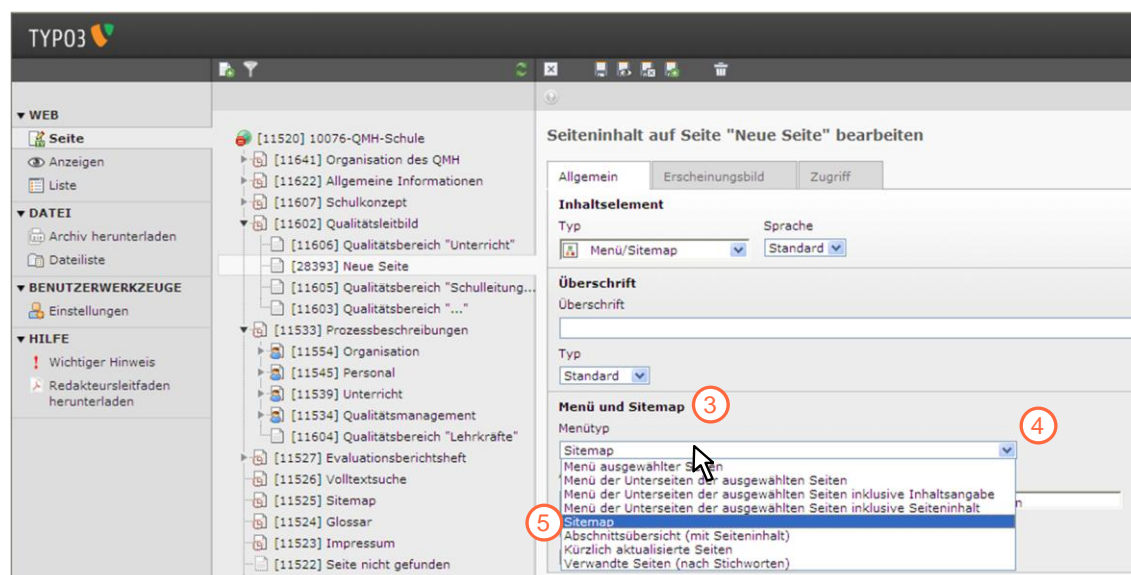 TYPO3
WEB
Seite
Anzeigen
Liste
DATEI
Archiv herunterladen
Dateiliste
BENUTZERWERKZEUGE
Einstellungen
HILFE
Wichtiger Hinweis
Redakteursleitfaden
herunterladen
[11520] 10076-QMH-Schule
[11641] Organisation des QMH
[11622] Allgemeine Informationen
[11607] Schulkonzept
[11602] Qualitätsleitbild
[11606] Qualitätsbereich "Unterricht"
[28393] Neue Seite
[11605] Qualitätsbereich "Schulleitung...
[11603] Qualitätsbereich "..."
[11533] Prozessbeschreibungen
[11554] Organisation
[11545] Personal
[11539] Unterricht
[11534] Qualitätsmanagement
[11604] Qualitätsbereich "Lehrkräfte"
[11527] Evaluationsberichtsheft
[11526] Volltextsuche
[11525] Sitemap
[11524] Glossar
[11523] Impressum
[11522] Seite nicht gefunden
Seiteninhalt auf Seite "Neue Seite" bearbeiten
Allgemein Erscheinungsbild Zugriff
Inhaltselement
Typ Sprache
Menü/Sitemap Standard
Überschrift
Überschrift
Typ
Standard
Menü und Sitemap 3
Menütyp 4
Sitemap
Menü ausgewählter Seiten
Menü der Unterseiten der ausgewählten Seiten
Menü der Unterseiten der ausgewählten Seiten inklusive Inhaltsangabe
Menü der Unterseiten der ausgewählten Seiten inklusive Seiteninhalt
5 Sitemap
Abschnittsübersicht (mit Seiteninhalt)
Kürzlich aktualisierte Seiten
Verwandte Seiten (nach Stichworten)